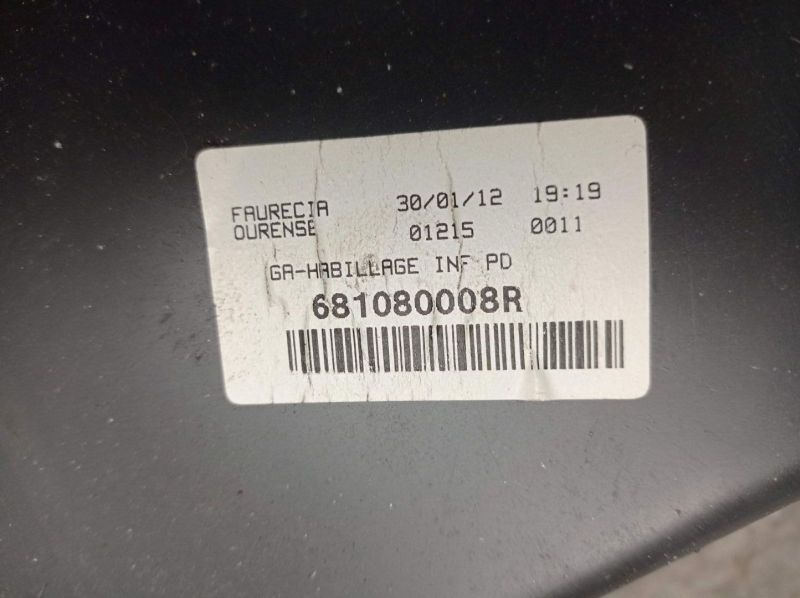 FAURECIA 30/01/12 19:19
OURENSE 01215 0011
GA-HABILLAGE INF PD
681080008R